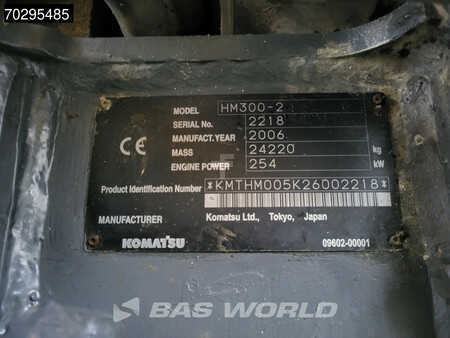 70295485
MODEL HM300-2
SERIAL No. 2218
MANUFACT.YEAR 2006
MASS 24220 kg
ENGINE POWER 254 kW
Product Identification Number *KMTHM005K26002218*
MANUFACTURER Komatsu Ltd., Tokyo, Japan
KOMATSU 09602-00001
CE
BAS WORLD